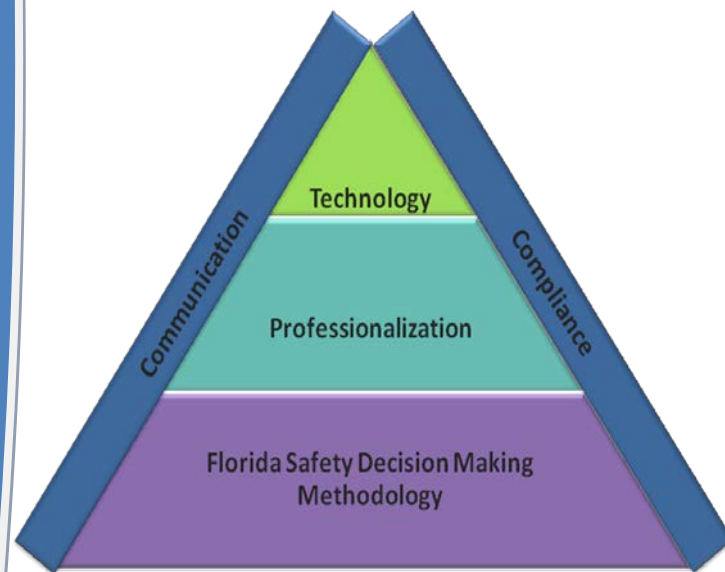 Technology
Communication
Compliance
Professionalization
Florida Safety Decision Making
Methodology